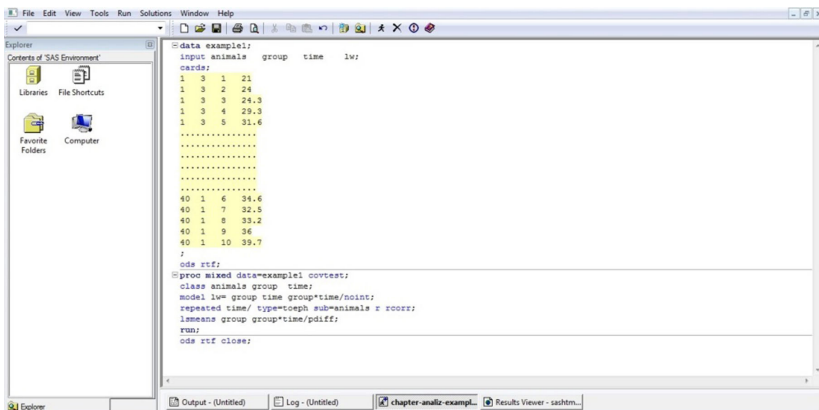 File Edit View Tools Run Solutions Window Help
Explorer
Contents of 'SAS Environment'
Libraries
File Shortcuts
Favorite Folders
Computer
Explorer
data example1;
input animals group time lw;
cards;
1 3 1 21
1 3 2 24
1 3 3 24.3
1 3 4 29.3
1 3 5 31.6
...............
...............
...............
...............
...............
40 1 6 34.6
40 1 7 32.5
40 1 8 33.2
40 1 9 36
40 1 10 39.7
;
ods rtf;
proc mixed data=example1 covtest;
class animals group time;
model lw= group time group*time/noint;
repeated time/ type=toeph sub=animals r rcorr;
lsmeans group group*time/pdiff;
run;
ods rtf close;
Output - (Untitled)
Log - (Untitled)
chapter-analiz-exampl...
Results Viewer - sashtm...